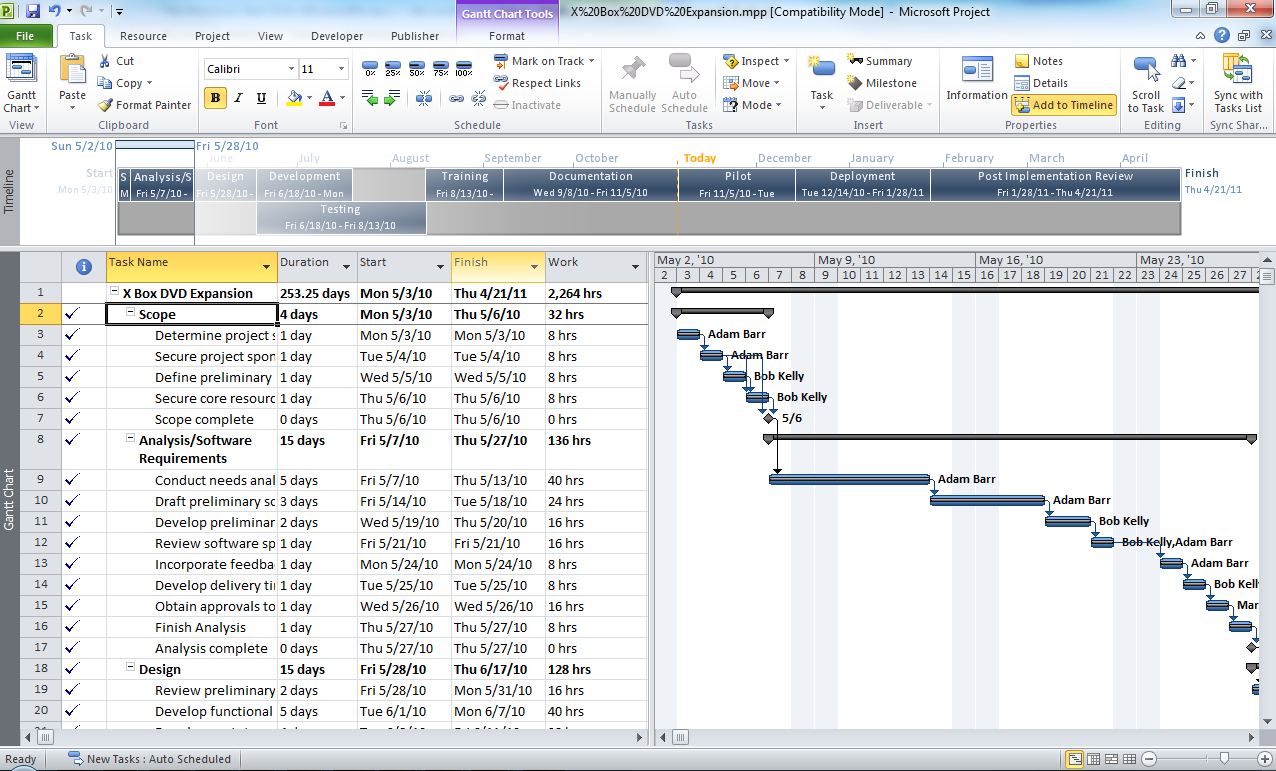 Gantt Chart Tools
X%20Box%20DVD%20Expansion.mpp [Compatibility Mode] - Microsoft Project
File Task Resource Project View Developer Publisher Format
Gantt Chart
View
Paste
Cut
Copy
Format Painter
Clipboard
Calibri 11
B I U A
Font
0% 25% 50% 75% 100%
Mark on Track
Respect Links
Inactivate
Schedule
Manually Schedule
Auto Schedule
Inspect
Move
Mode
Tasks
Task
Summary
Milestone
Deliverable
Insert
Information
Notes
Details
Add to Timeline
Properties
Scroll to Task
Editing
Sync with Tasks List
Sync Shar...
Timeline
Sun 5/2/10 Fri 5/28/10
June July August September October Today December January February March April
Start
Mon 5/3/10
S
M
Analysis/S
Fri 5/7/10 -
Design
Fri 5/28/10 -
Development
Fri 6/18/10 - Mon
Training
Fri 8/13/10 -
Documentation
Wed 9/8/10 - Fri 11/5/10
Pilot
Fri 11/5/10 - Tue
Deployment
Tue 12/14/10 - Fri 1/28/11
Post Implementation Review
Fri 1/28/11 - Thu 4/21/11
Finish
Thu 4/21/11
Testing
Fri 6/18/10 - Fri 8/13/10
Gantt Chart
Task Name Duration Start Finish Work
May 2, '10 May 9, '10 May 16, '10 May 23, '10
2 3 4 5 6 7 8 9 10 11 12 13 14 15 16 17 18 19 20 21 22 23 24 25 26 27
1 X Box DVD Expansion 253.25 days Mon 5/3/10 Thu 4/21/11 2,264 hrs
2 Scope 4 days Mon 5/3/10 Thu 5/6/10 32 hrs
3 Determine project s 1 day Mon 5/3/10 Mon 5/3/10 8 hrs Adam Barr
4 Secure project spon 1 day Tue 5/4/10 Tue 5/4/10 8 hrs Adam Barr
5 Define preliminary 1 day Wed 5/5/10 Wed 5/5/10 8 hrs Bob Kelly
6 Secure core resourc 1 day Thu 5/6/10 Thu 5/6/10 8 hrs Bob Kelly
7 Scope complete 0 days Thu 5/6/10 Thu 5/6/10 0 hrs 5/6
8 Analysis/Software Requirements 15 days Fri 5/7/10 Thu 5/27/10 136 hrs
9 Conduct needs anal 5 days Fri 5/7/10 Thu 5/13/10 40 hrs Adam Barr
10 Draft preliminary sc 3 days Fri 5/14/10 Tue 5/18/10 24 hrs Adam Barr
11 Develop preliminar 2 days Wed 5/19/10 Thu 5/20/10 16 hrs Bob Kelly
12 Review software sp 1 day Fri 5/21/10 Fri 5/21/10 16 hrs Bob Kelly,Adam Barr
13 Incorporate feedba 1 day Mon 5/24/10 Mon 5/24/10 8 hrs Adam Barr
14 Develop delivery ti 1 day Tue 5/25/10 Tue 5/25/10 8 hrs Bob Kell
15 Obtain approvals to 1 day Wed 5/26/10 Wed 5/26/10 16 hrs Mar
16 Finish Analysis 1 day Thu 5/27/10 Thu 5/27/10 8 hrs
17 Analysis complete 0 days Thu 5/27/10 Thu 5/27/10 0 hrs
18 Design 15 days Fri 5/28/10 Thu 6/17/10 128 hrs
19 Review preliminary 2 days Fri 5/28/10 Mon 5/31/10 16 hrs
20 Develop functional 5 days Tue 6/1/10 Mon 6/7/10 40 hrs
Ready New Tasks : Auto Scheduled